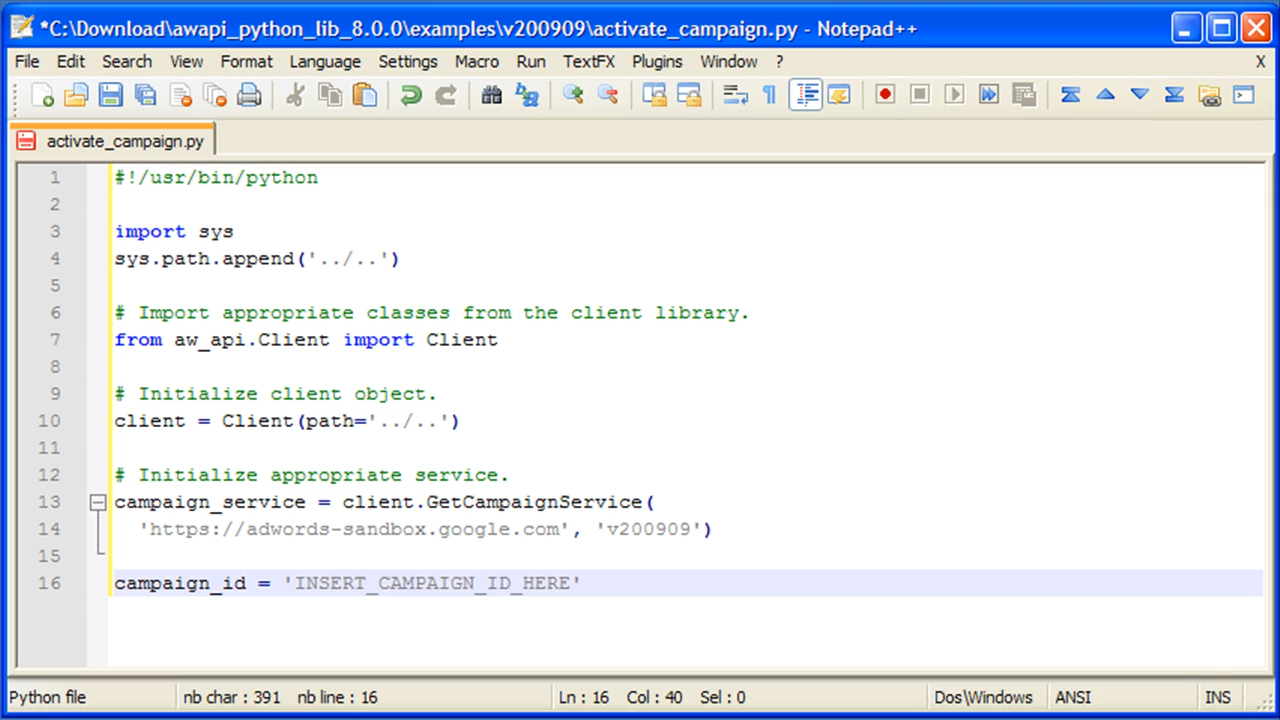 *C:\Download\awapi_python_lib_8.0.0\examples\v200909\activate_campaign.py - Notepad++
File Edit Search View Format Language Settings Macro Run TextFX Plugins Window ? X
activate_campaign.py
1 #!/usr/bin/python
2
3 import sys
4 sys.path.append('../..')
5
6 # Import appropriate classes from the client library.
7 from aw_api.Client import Client
8
9 # Initialize client object.
10 client = Client(path='../..')
11
12 # Initialize appropriate service.
13 campaign_service = client.GetCampaignService(
14   'https://adwords-sandbox.google.com', 'v200909')
15
16 campaign_id = 'INSERT_CAMPAIGN_ID_HERE'
Python file nb char : 391 nb line : 16 Ln : 16 Col : 40 Sel : 0 Dos\Windows ANSI INS